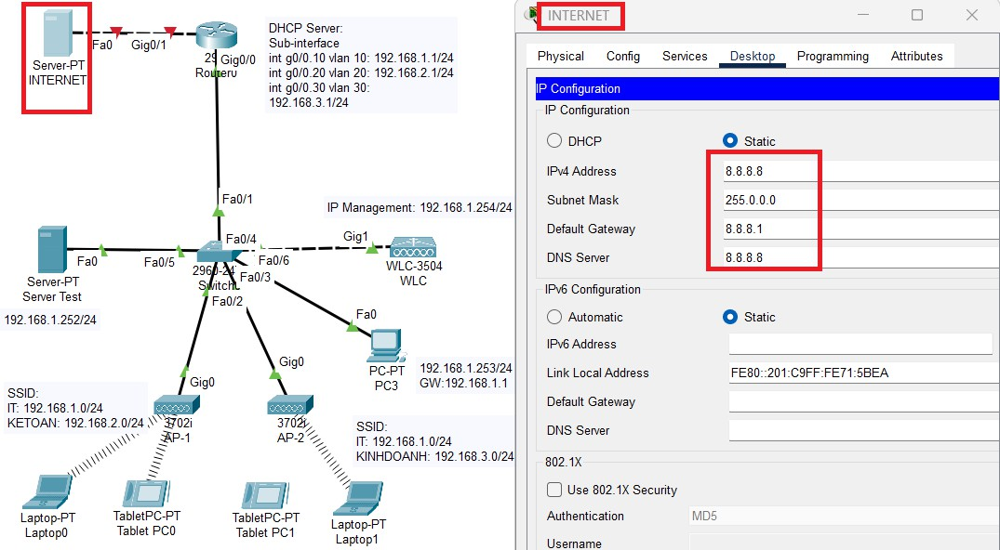 Fa0
Gig0/1
Server-PT
INTERNET
29
Gig0/0
Router0
DHCP Server:
Sub-interface
int g0/0.10 vlan 10: 192.168.1.1/24
int g0/0.20 vlan 20: 192.168.2.1/24
int g0/0.30 vlan 30:
192.168.3.1/24
Fa0/1
IP Management: 192.168.1.254/24
Fa0
Fa0/5
Fa0/4
Fa0/6
Gig1
Server-PT
Server Test
192.168.1.252/24
2960-24
Switch
Fa0/3
Fa0/2
WLC-3504
WLC
Fa0
PC-PT
PC3
192.168.1.253/24
GW:192.168.1.1
Gig0
Gig0
SSID:
IT: 192.168.1.0/24
KETOAN: 192.168.2.0/24
3702i
AP-1
3702i
AP-2
SSID:
IT: 192.168.1.0/24
KINHDOANH: 192.168.3.0/24
Laptop-PT
Laptop0
TabletPC-PT
Tablet PC0
TabletPC-PT
Tablet PC1
Laptop-PT
Laptop1
INTERNET
Physical Config Services Desktop Programming Attributes
IP Configuration
IP Configuration
DHCP Static
IPv4 Address 8.8.8.8
Subnet Mask 255.0.0.0
Default Gateway 8.8.8.1
DNS Server 8.8.8.8
IPv6 Configuration
Automatic Static
IPv6 Address
Link Local Address FE80::201:C9FF:FE71:5BEA
Default Gateway
DNS Server
802.1X
Use 802.1X Security
Authentication MD5
Username